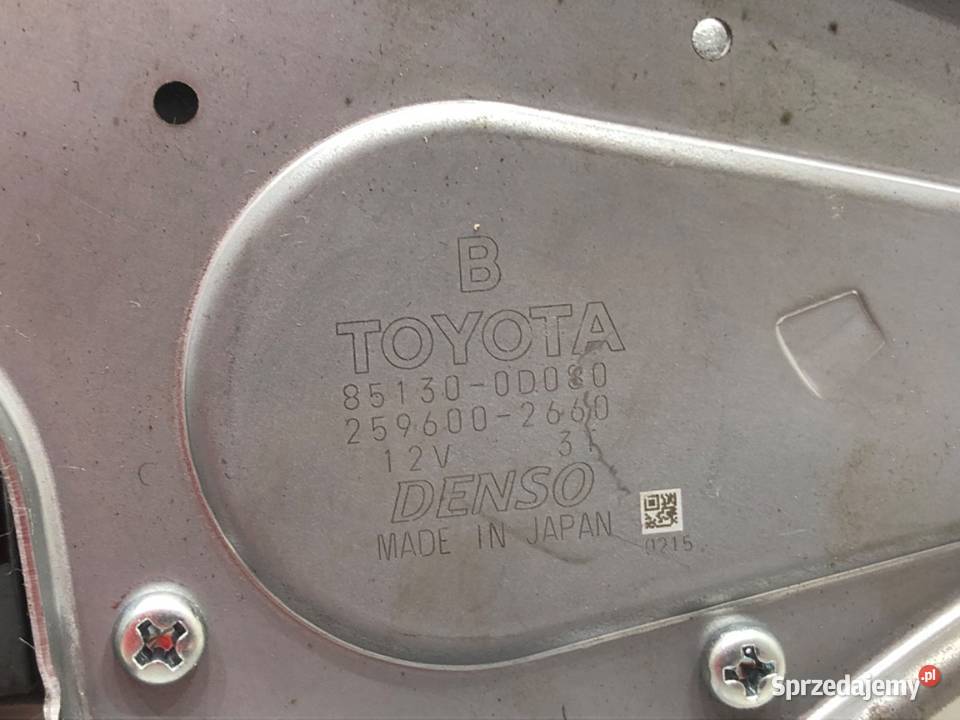 B
TOYOTA
85130-0D080
259600-2660
12V
DENSO
MADE IN JAPAN
0215
Sprzedajemy.pl